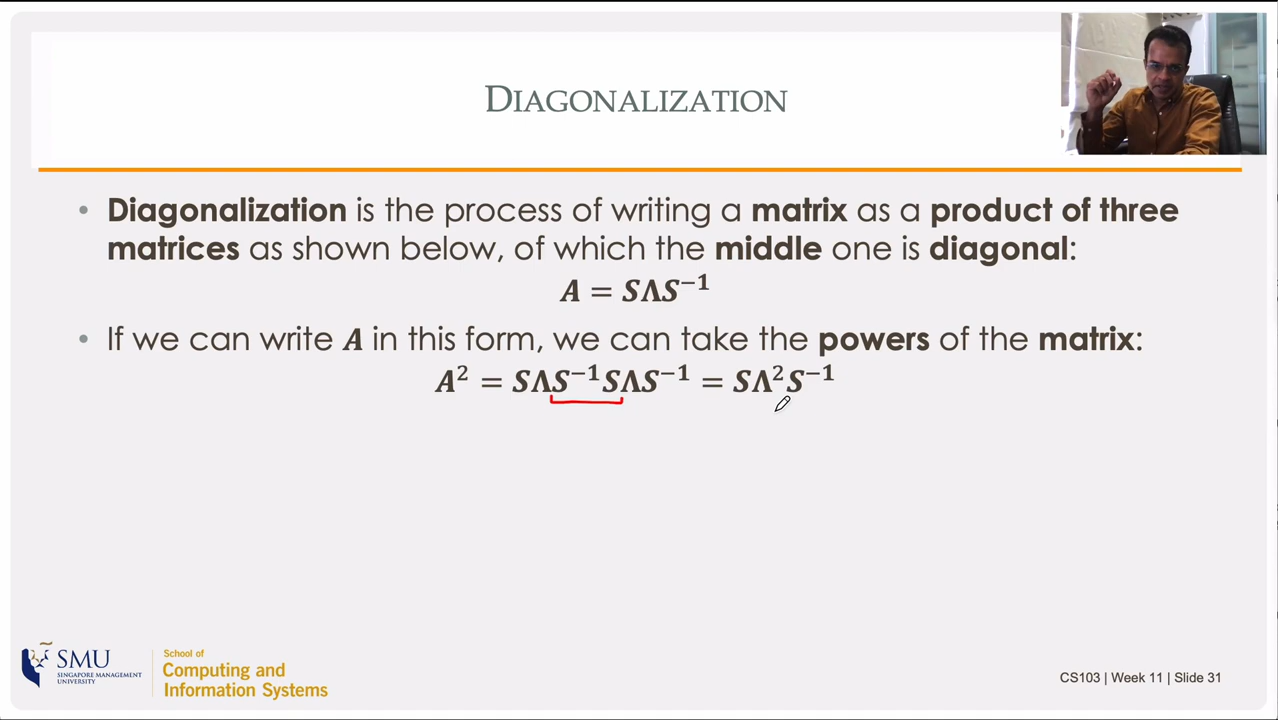 DIAGONALIZATION
• Diagonalization is the process of writing a matrix as a product of three
matrices as shown below, of which the middle one is diagonal:
A = SΛS⁻¹
• If we can write A in this form, we can take the powers of the matrix:
A² = SΛS⁻¹SΛS⁻¹ = SΛ²S⁻¹
SMU
SINGAPORE MANAGEMENT
UNIVERSITY
School of
Computing and
Information Systems
CS103 | Week 11 | Slide 31